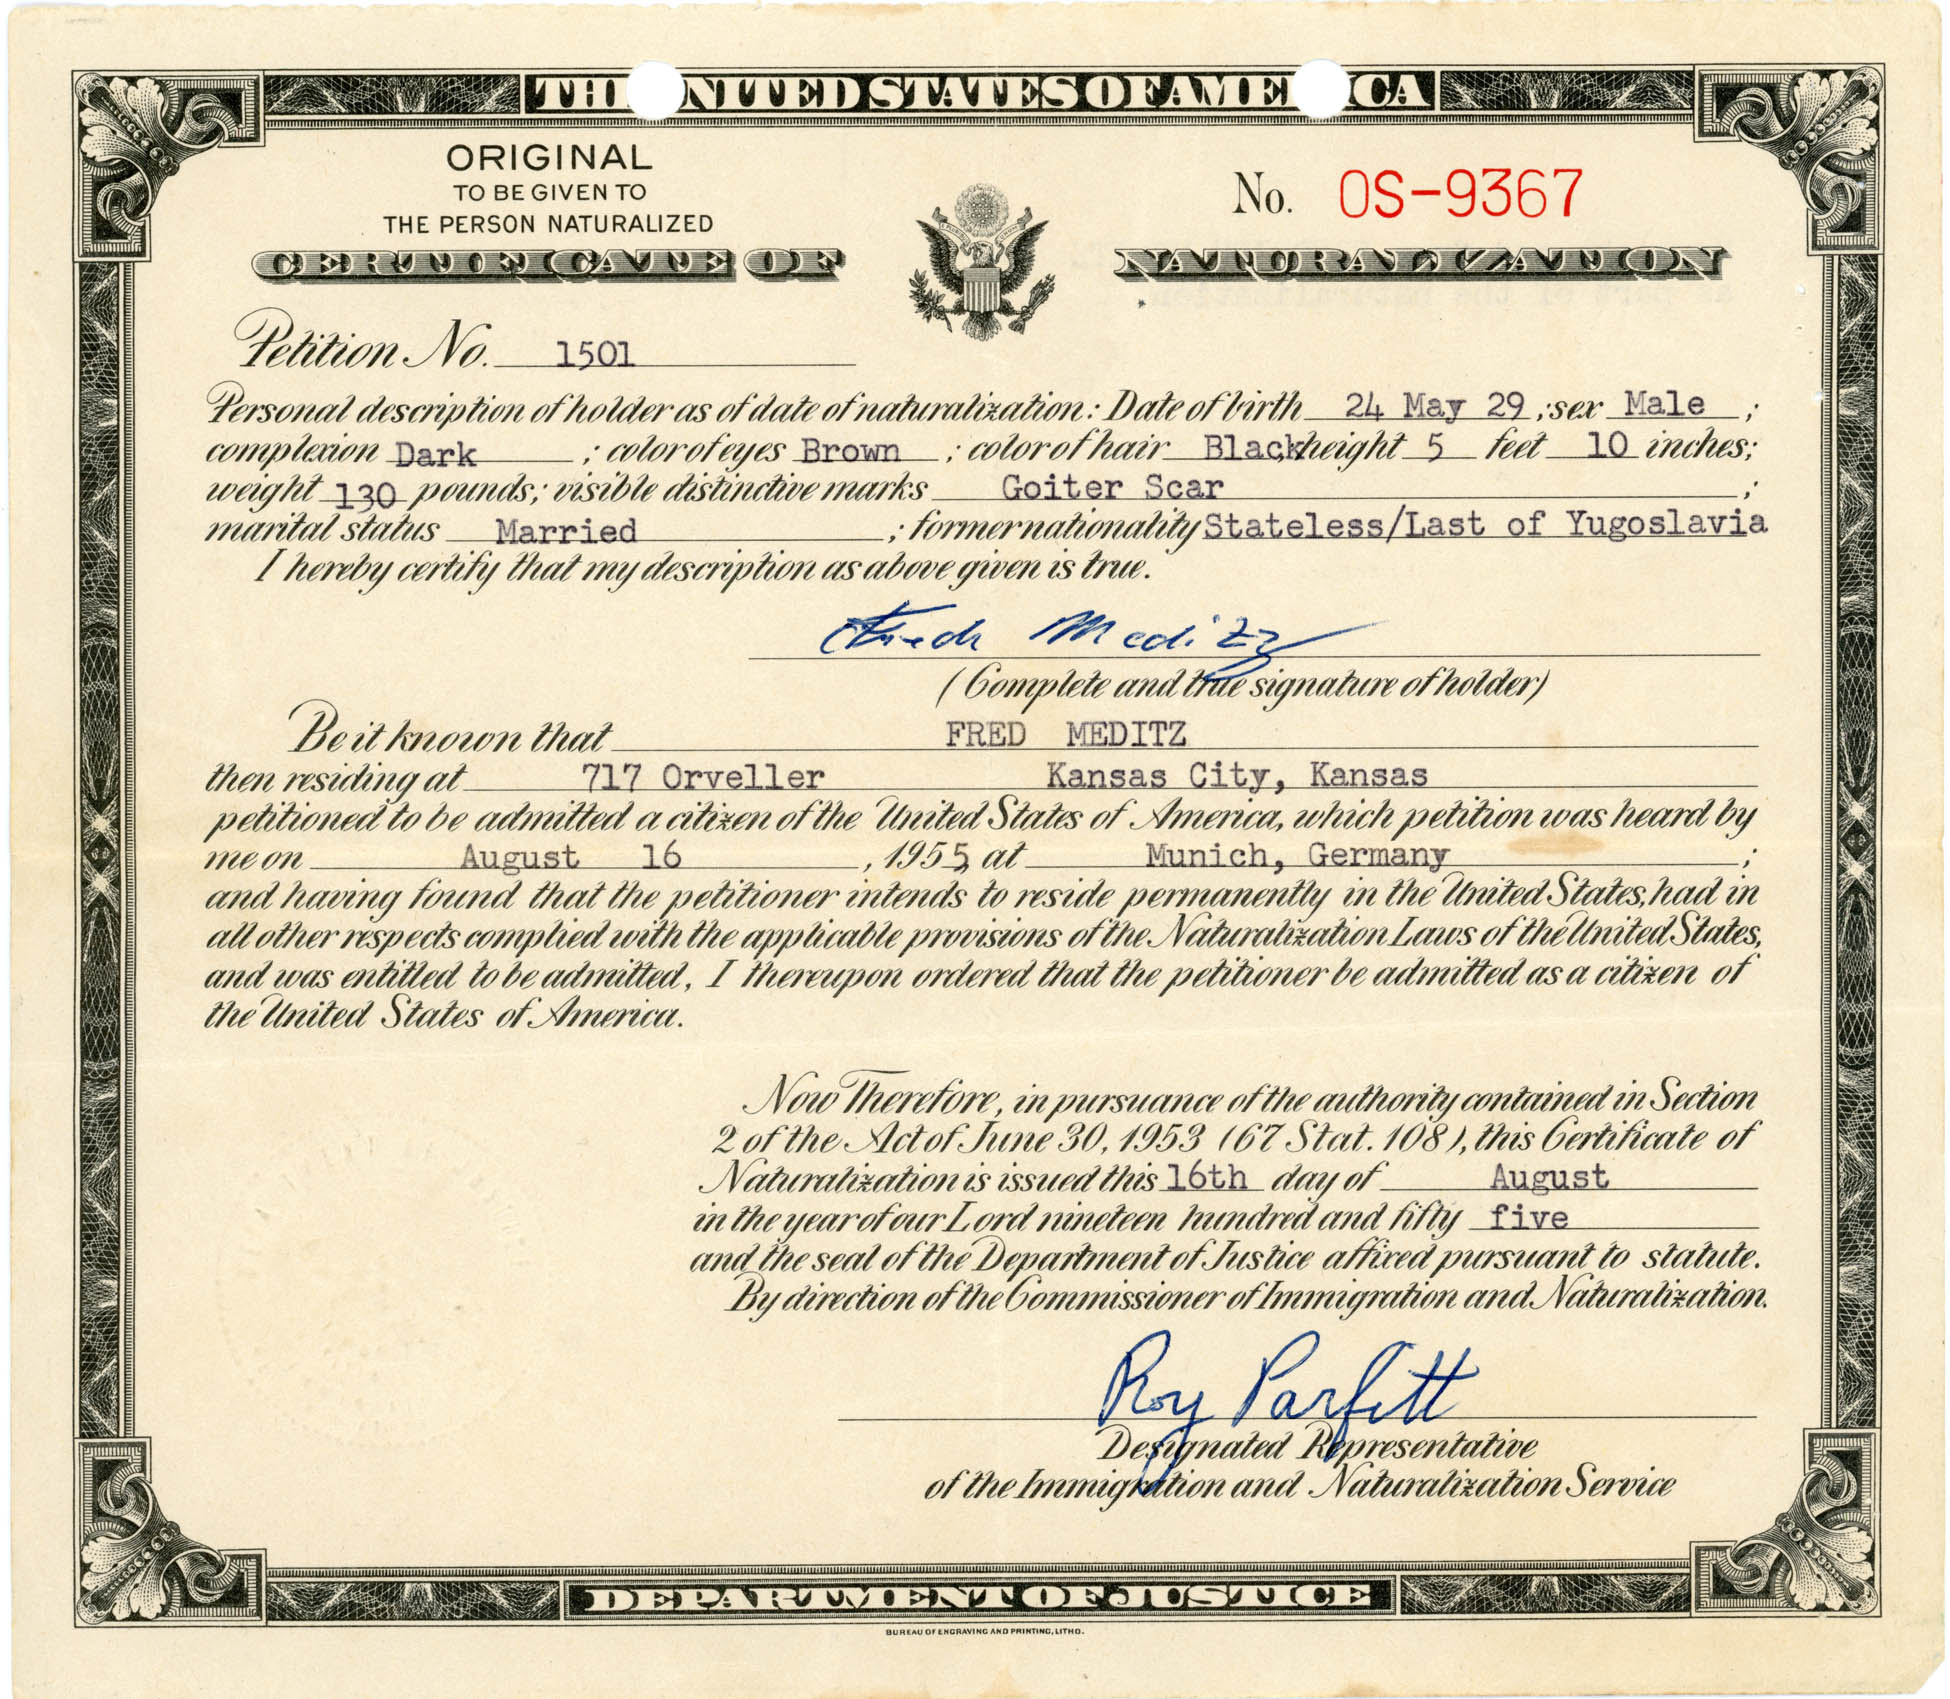 THE UNITED STATES OF AMERICA
ORIGINAL
TO BE GIVEN TO
THE PERSON NATURALIZED
No. OS-9367
CERTIFICATE OF NATURALIZATION
Petition No. 1501
Personal description of holder as of date of naturalization: Date of birth 24 May 29 ; sex Male ;
complexion Dark ; color of eyes Brown ; color of hair Black ; height 5 feet 10 inches;
weight 130 pounds; visible distinctive marks Goiter Scar ;
marital status Married ; former nationality Stateless/Last of Yugoslavia
I hereby certify that my description as above given is true.
Fred Meditz
(Complete and true signature of holder)
Be it known that FRED MEDITZ
then residing at 717 Orveller Kansas City, Kansas
petitioned to be admitted a citizen of the United States of America, which petition was heard by
me on August 16 , 1955, at Munich, Germany ;
and having found that the petitioner intends to reside permanently in the United States, had in
all other respects complied with the applicable provisions of the Naturalization Laws of the United States,
and was entitled to be admitted, I thereupon ordered that the petitioner be admitted as a citizen of
the United States of America.
Now Therefore, in pursuance of the authority contained in Section
2 of the Act of June 30, 1953 (67 Stat. 108), this Certificate of
Naturalization is issued this 16th day of August
in the year of our Lord nineteen hundred and fifty five
and the seal of the Department of Justice affixed pursuant to statute.
By direction of the Commissioner of Immigration and Naturalization.
Roy Parfitt
Designated Representative
of the Immigration and Naturalization Service
DEPARTMENT OF JUSTICE
BUREAU OF ENGRAVING AND PRINTING, LITHO.